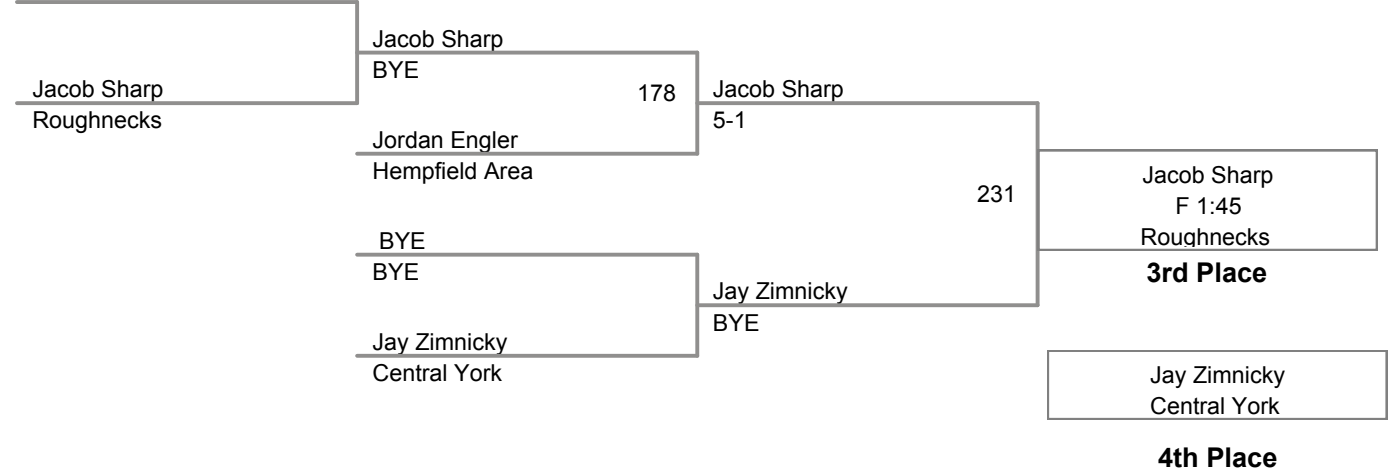 Jacob Sharp
Roughnecks
Jacob Sharp
BYE
178
Jordan Engler
Hempfield Area
BYE
BYE
Jay Zimnicky
Central York
Jacob Sharp
5-1
231
Jay Zimnicky
BYE
Jacob Sharp
F 1:45
Roughnecks
3rd Place
Jay Zimnicky
Central York
4th Place